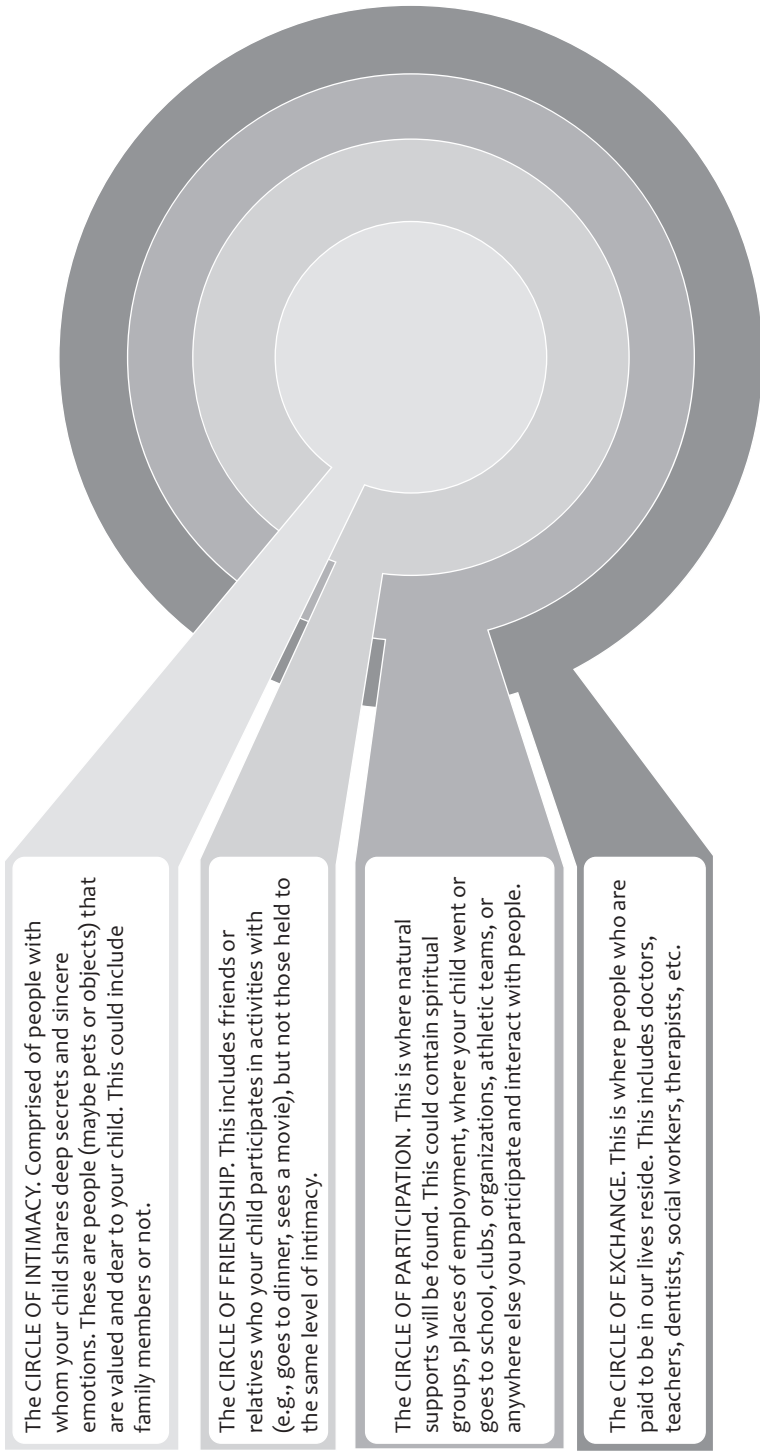 The CIRCLE OF INTIMACY. Comprised of people with
whom your child shares deep secrets and sincere
emotions. These are people (maybe pets or objects) that
are valued and dear to your child. This could include
family members or not.
The CIRCLE OF FRIENDSHIP. This includes friends or
relatives who your child participates in activities with
(e.g., goes to dinner, sees a movie), but not those held to
the same level of intimacy.
The CIRCLE OF PARTICIPATION. This is where natural
supports will be found. This could contain spiritual
groups, places of employment, where your child went or
goes to school, clubs, organizations, athletic teams, or
anywhere else you participate and interact with people.
The CIRCLE OF EXCHANGE. This is where people who are
paid to be in our lives reside. This includes doctors,
teachers, dentists, social workers, therapists, etc.